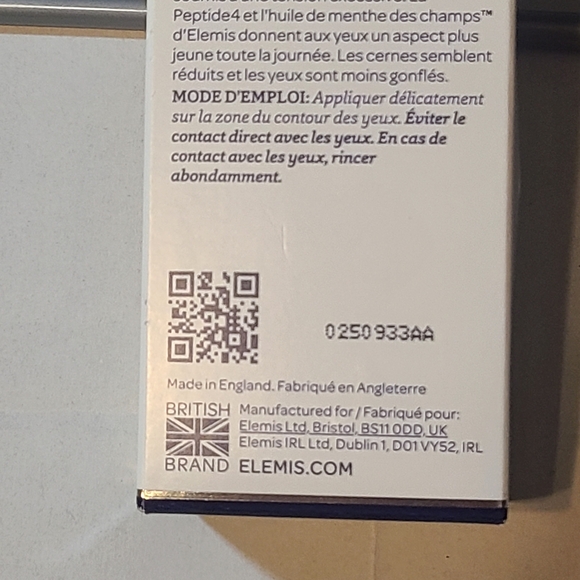 Peptide4 et l'huile de menthe des champs™
d'Elemis donnent aux yeux un aspect plus
jeune toute la journée. Les cernes semblent
réduits et les yeux sont moins gonflés.
MODE D'EMPLOI: Appliquer délicatement
sur la zone du contour des yeux. Éviter le
contact direct avec les yeux. En cas de
contact avec les yeux, rincer
abondamment.
0250933AA
Made in England. Fabriqué en Angleterre
BRITISH
BRAND
Manufactured for / Fabriqué pour:
Elemis Ltd, Bristol, BS11 0DD, UK
Elemis IRL Ltd, Dublin 1, D01 VY52, IRL
ELEMIS.COM